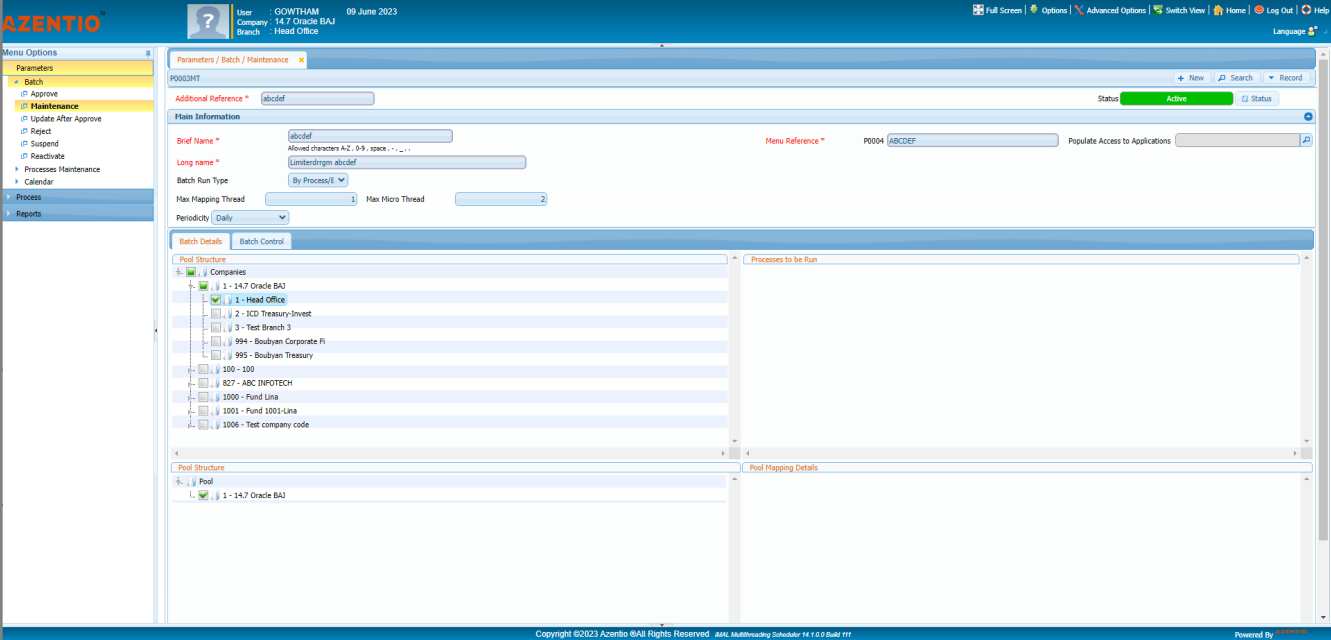 AZENTIO™
User : GOWTHAM 09 June 2023
Company : 14.7 Oracle BAJ
Branch : Head Office
Full Screen | Options | Advanced Options | Switch View | Home | Log Out | Help
Language
Menu Options
Parameters
Batch
Approve
Maintenance
Update After Approve
Reject
Suspend
Reactivate
Processes Maintenance
Calendar
Process
Reports
Parameters / Batch / Maintenance
P0003MT
New Search Record
Additional Reference * abcdef Status Active Status
Main Information
Brief Name * abcdef Menu Reference * P0004 ABCDEF Populate Access to Applications
Allowed characters A-Z , 0-9 , space , - , _ , .
Long name * Limiterdrrgm abcdef
Batch Run Type By Process/E
Max Mapping Thread 1 Max Micro Thread 2
Periodicity Daily
Batch Details Batch Control
Pool Structure Processes to be Run
Companies
1 - 14.7 Oracle BAJ
1 - Head Office
2 - ICD Treasury-Invest
3 - Test Branch 3
994 - Boubyan Corporate Fi
995 - Boubyan Treasury
100 - 100
827 - ABC INFOTECH
1000 - Fund Lina
1001 - Fund 1001-Lina
1006 - Test company code
Pool Structure Pool Mapping Details
Pool
1 - 14.7 Oracle BAJ
Copyright ©2023 Azentio ®All Rights Reserved iMAL Multithreading Scheduler 14.1.0.0 Build 111
Powered By AZENTIO